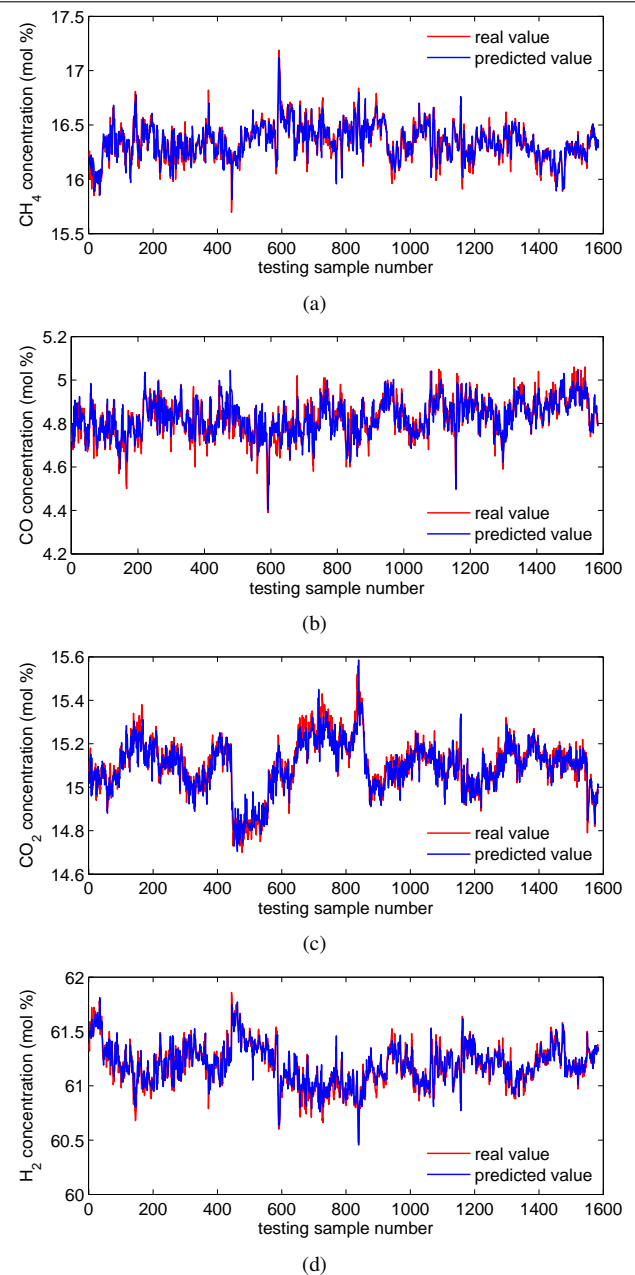 17.5
17
16.5
16
15.5
CH4 concentration (mol %)
real value
predicted value
0 200 400 600 800 1000 1200 1400 1600
testing sample number
(a)
5.2
5
4.8
4.6
4.4
4.2
CO concentration (mol %)
real value
predicted value
0 200 400 600 800 1000 1200 1400 1600
testing sample number
(b)
15.6
15.4
15.2
15
14.8
14.6
CO2 concentration (mol %)
real value
predicted value
0 200 400 600 800 1000 1200 1400 1600
testing sample number
(c)
62
61.5
61
60.5
60
H2 concentration (mol %)
real value
predicted value
0 200 400 600 800 1000 1200 1400 1600
testing sample number
(d)